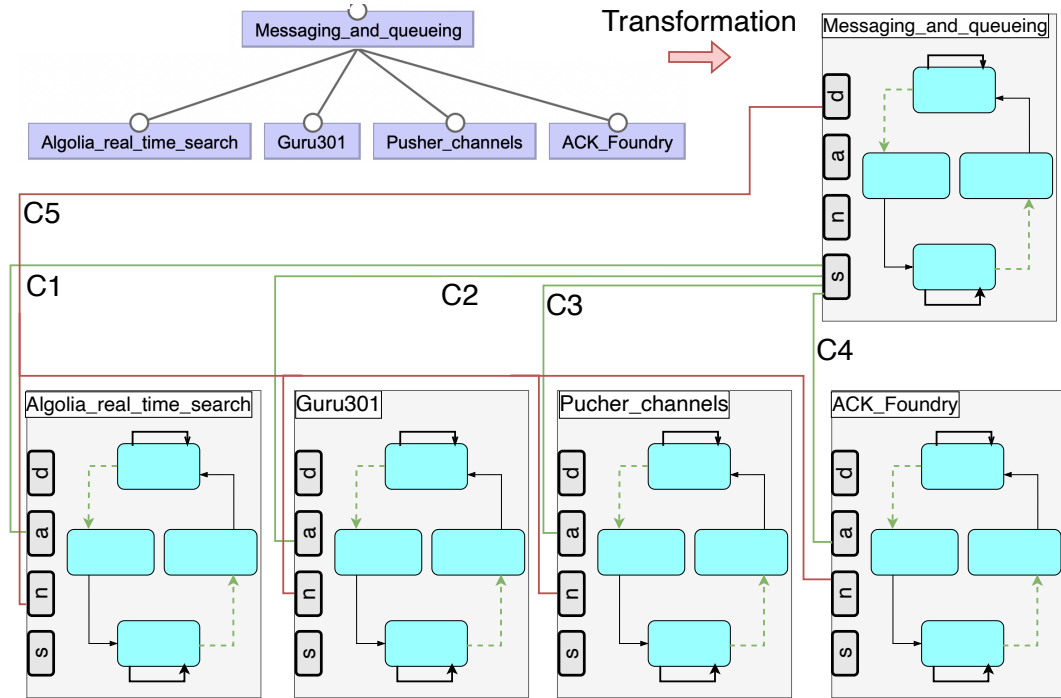 Messaging_and_queueing
Transformation
Messaging_and_queueing
Algolia_real_time_search
Guru301
Pusher_channels
ACK_Foundry
d
a
n
s
C5
C1
C2
C3
C4
Algolia_real_time_search
d
a
n
s
Guru301
d
a
n
s
Pucher_channels
d
a
n
s
ACK_Foundry
d
a
n
s